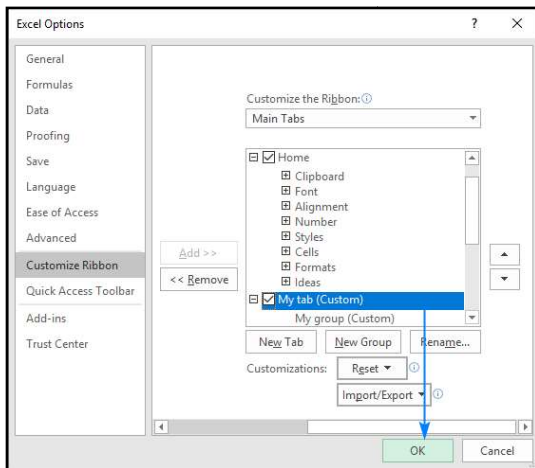 Excel Options
?
General
Formulas
Data
Proofing
Save
Language
Ease of Access
Advanced
Customize Ribbon
Quick Access Toolbar
Add-ins
Trust Center
Customize the Ribbon:
Main Tabs
Home
Clipboard
Font
Alignment
Number
Styles
Cells
Formats
Ideas
My tab (Custom)
My group (Custom)
Add >>
<< Remove
New Tab New Group Rename...
Customizations: Reset
Import/Export
OK Cancel